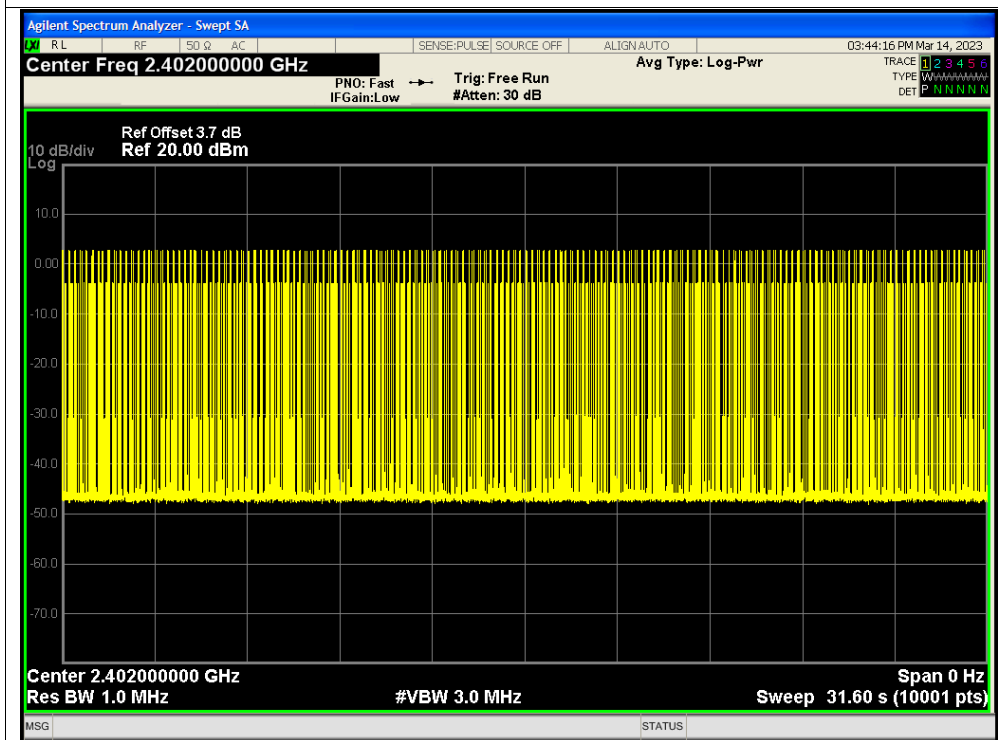 Agilent Spectrum Analyzer - Swept SA
LXI RL RF 50 Ω AC SENSE:PULSE SOURCE OFF ALIGNAUTO 03:44:16 PM Mar 14, 2023
Center Freq 2.402000000 GHz Avg Type: Log-Pwr TRACE 1 2 3 4 5 6
PNO: Fast Trig: Free Run TYPE WWWWWW
IFGain:Low #Atten: 30 dB DET P N N N N N
Ref Offset 3.7 dB
10 dB/div Ref 20.00 dBm
Log
10.0
0.00
-10.0
-20.0
-30.0
-40.0
-50.0
-60.0
-70.0
Center 2.402000000 GHz Span 0 Hz
Res BW 1.0 MHz #VBW 3.0 MHz Sweep 31.60 s (10001 pts)
MSG STATUS